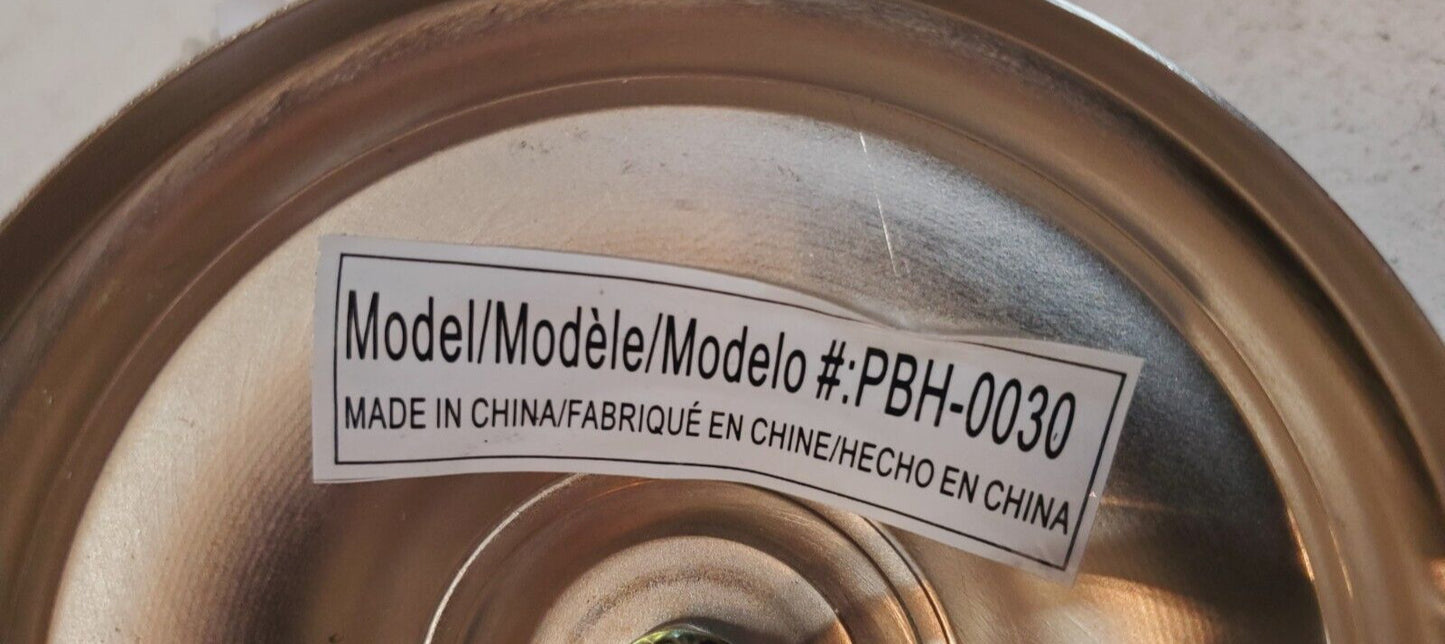 Model/Modèle/Modelo #:PBH-0030
MADE IN CHINA/FABRIQUÉ EN CHINE/HECHO EN CHINA